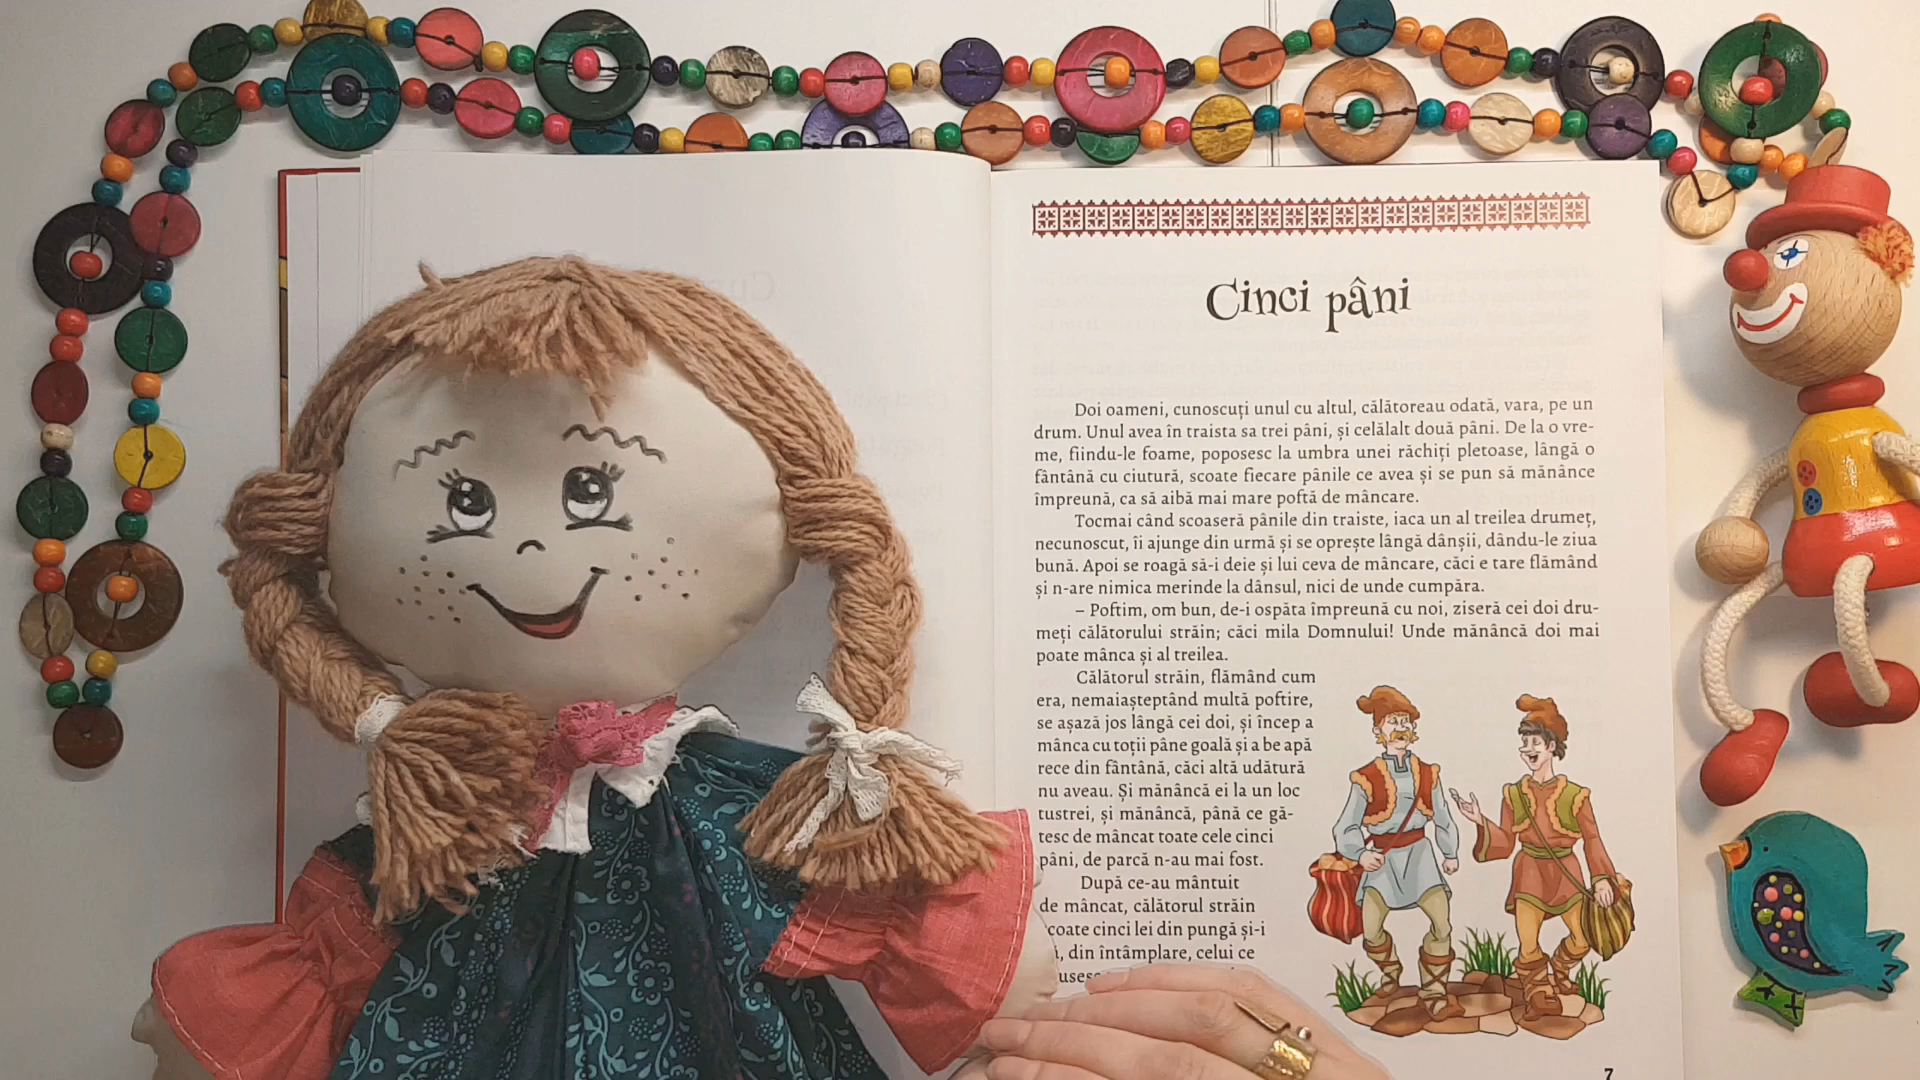 Cinci pâni
Doi oameni, cunoscuți unul cu altul, călătoreau odată, vara, pe un
drum. Unul avea în traista sa trei pâni, și celălalt două pâni. De la o vre-
me, fiindu-le foame, poposesc la umbra unei răchiți pletoase, lângă o
fântână cu ciutură, scoate fiecare pânile ce avea și se pun să mănânce
împreună, ca să aibă mai mare poftă de mâncare.
Tocmai când scoaseră pânile din traiste, iaca un al treilea drumeț,
necunoscut, îi ajunge din urmă și se oprește lângă dânșii, dându-le ziua
bună. Apoi se roagă să-i deie și lui ceva de mâncare, căci e tare flămând
și n-are nimica merinde la dânsul, nici de unde cumpăra.
– Poftim, om bun, de-i ospăta împreună cu noi, ziseră cei doi dru-
meți călătorului străin; căci mila Domnului! Unde mănâncă doi mai
poate mânca și al treilea.
Călătorul străin, flămând cum
era, nemaiașteptând multă poftire,
se așază jos lângă cei doi, și încep a
mânca cu toții pâne goală și a be apă
rece din fântână, căci altă udătură
nu aveau. Și mănâncă ei la un loc
tustrei, și mănâncă, până ce gă-
tesc de mâncat toate cele cinci
pâni, de parcă n-au mai fost.
După ce-au mântuit
de mâncat, călătorul străin
coate cinci lei din pungă și-i
din întâmplare, celui ce
7